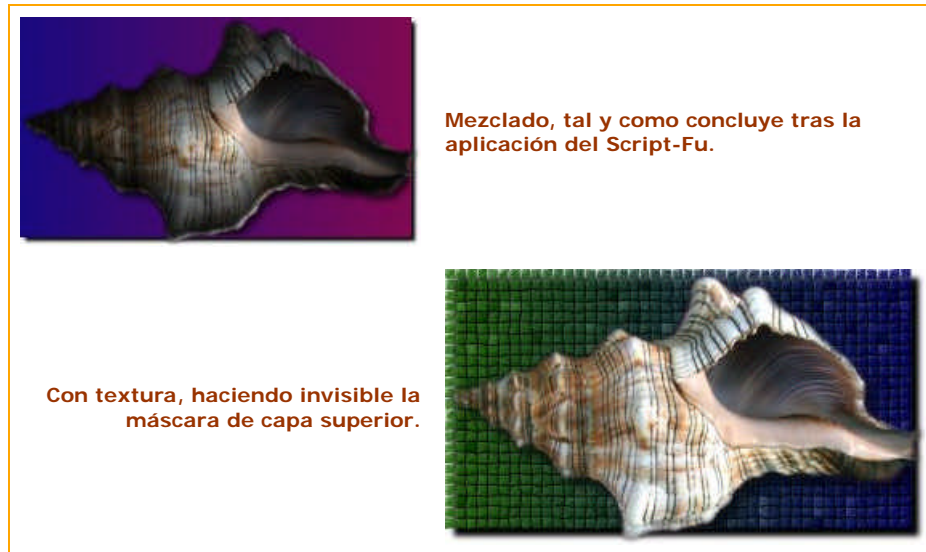 Mezclado, tal y como concluye tras la
aplicación del Script-Fu.
Con textura, haciendo invisible la
máscara de capa superior.